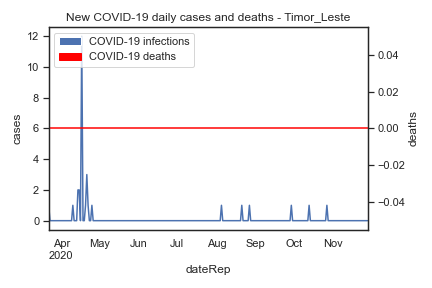 New COVID-19 daily cases and deaths - Timor_Leste
COVID-19 infections
COVID-19 deaths
12
10
8
6
4
2
0
cases
0.04
0.02
0.00
−0.02
−0.04
deaths
Apr May Jun Jul Aug Sep Oct Nov
2020
dateRep